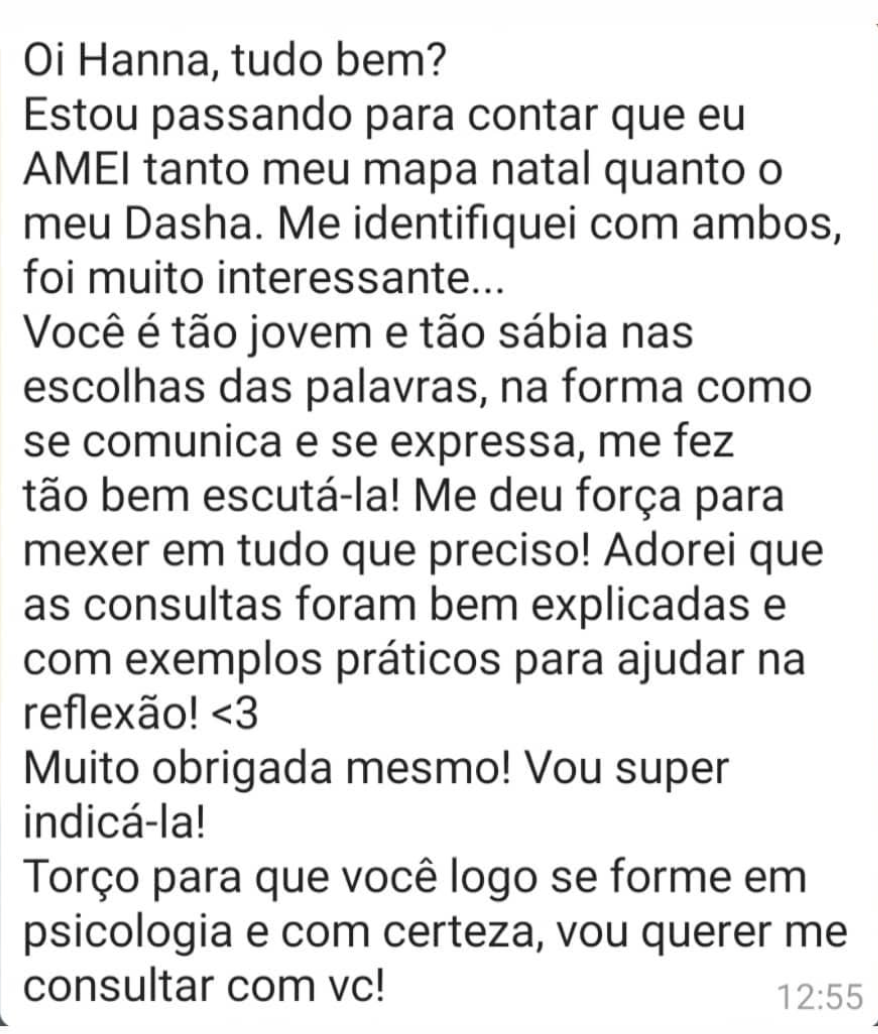 Oi Hanna, tudo bem?
Estou passando para contar que eu
AMEI tanto meu mapa natal quanto o
meu Dasha. Me identifiquei com ambos,
foi muito interessante...
Você é tão jovem e tão sábia nas
escolhas das palavras, na forma como
se comunica e se expressa, me fez
tão bem escutá-la! Me deu força para
mexer em tudo que preciso! Adorei que
as consultas foram bem explicadas e
com exemplos práticos para ajudar na
reflexão! <3
Muito obrigada mesmo! Vou super
indicá-la!
Torço para que você logo se forme em
psicologia e com certeza, vou querer me
consultar com vc!
12:55